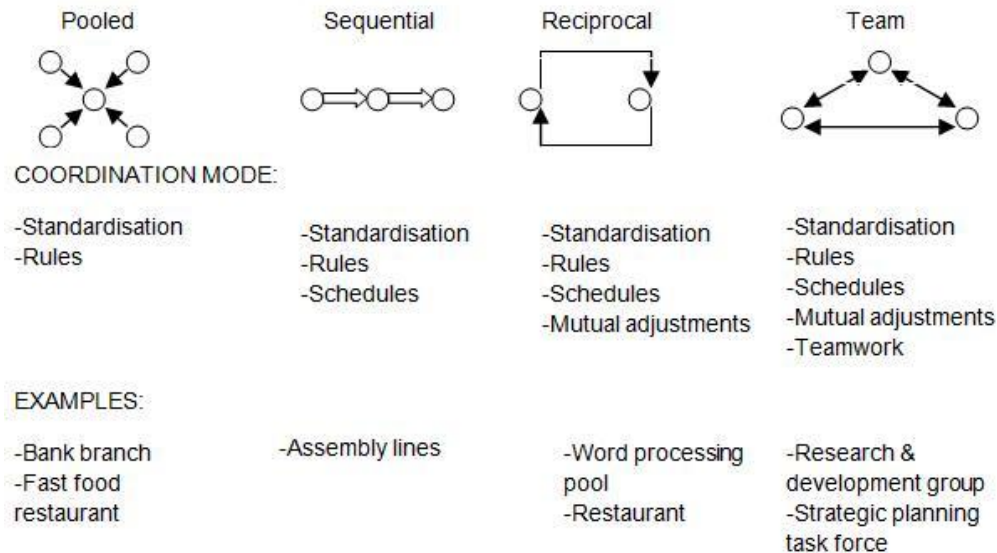 Pooled
Sequential
Reciprocal
Team
COORDINATION MODE:
-Standardisation
-Rules
-Standardisation
-Rules
-Schedules
-Standardisation
-Rules
-Schedules
-Mutual adjustments
-Standardisation
-Rules
-Schedules
-Mutual adjustments
-Teamwork
EXAMPLES:
-Bank branch
-Fast food
restaurant
-Assembly lines
-Word processing
pool
-Restaurant
-Research &
development group
-Strategic planning
task force